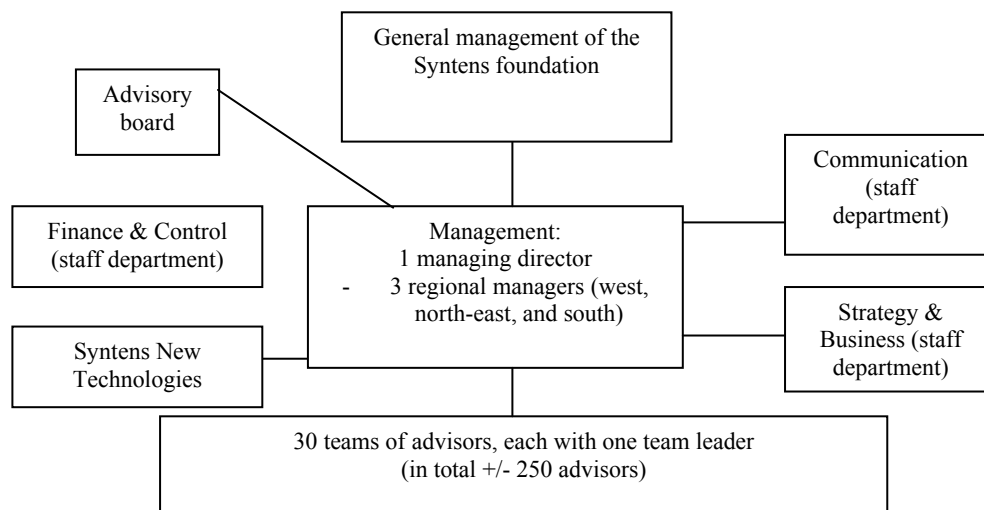 General management of the
Syntens foundation
Advisory
board
Communication
(staff
department)
Finance & Control
(staff department)
Management:
1 managing director
- 3 regional managers (west,
north-east, and south)
Strategy &
Business (staff
department)
Syntens New
Technologies
30 teams of advisors, each with one team leader
(in total +/- 250 advisors)